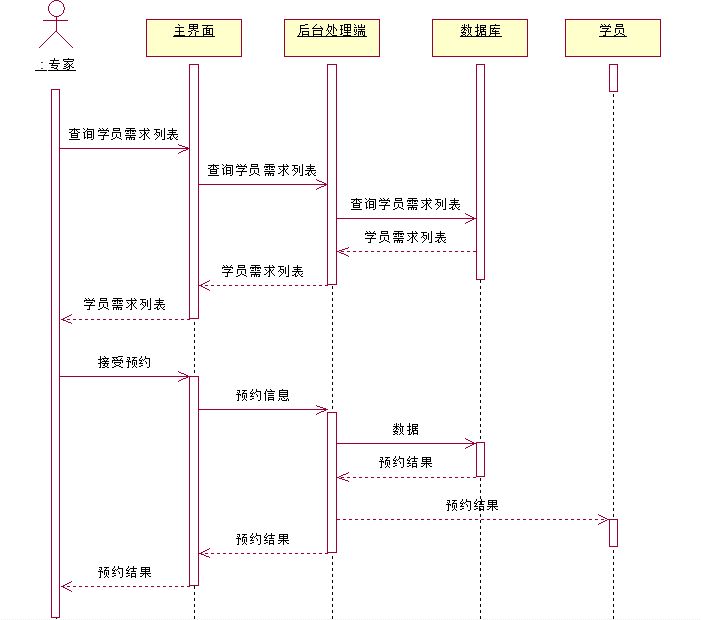 主界面
后台处理端
数据库
学员
:专家
查询学员需求列表
查询学员需求列表
查询学员需求列表
学员需求列表
学员需求列表
学员需求列表
接受预约
预约信息
数据
预约结果
预约结果
预约结果
预约结果